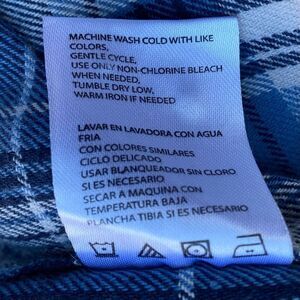 MACHINE WASH COLD WITH LIKE
COLORS,
GENTLE CYCLE,
USE ONLY NON-CHLORINE BLEACH
WHEN NEEDED,
TUMBLE DRY LOW,
WARM IRON IF NEEDED
LAVAR EN LAVADORA CON AGUA
FRIA
CON COLORES SIMILARES
CICLO DELICADO
USAR BLANQUEADOR SIN CLORO
SI ES NECESARIO
SECAR A MAQUINA CON
TEMPERATURA BAJA
PLANCHA TIBIA SI ES NECESARIO